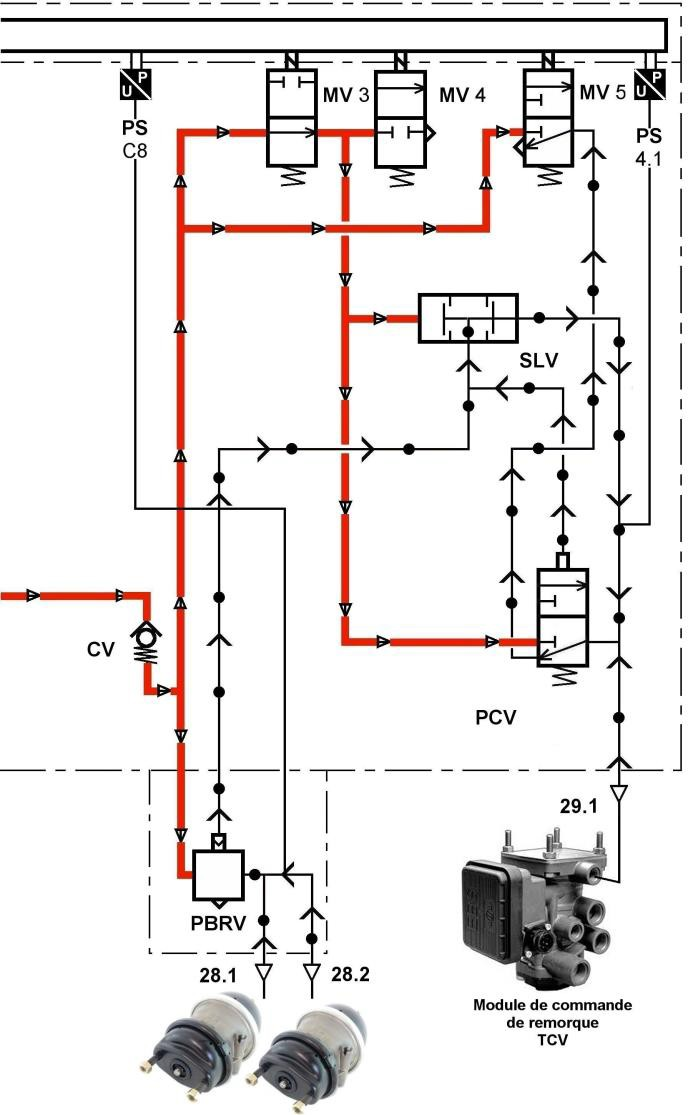 U P
U P
MV 3
MV 4
MV 5
PS
C8
PS
4.1
SLV
CV
PCV
29.1
PBRV
28.1
28.2
Module de commande
de remorque
TCV